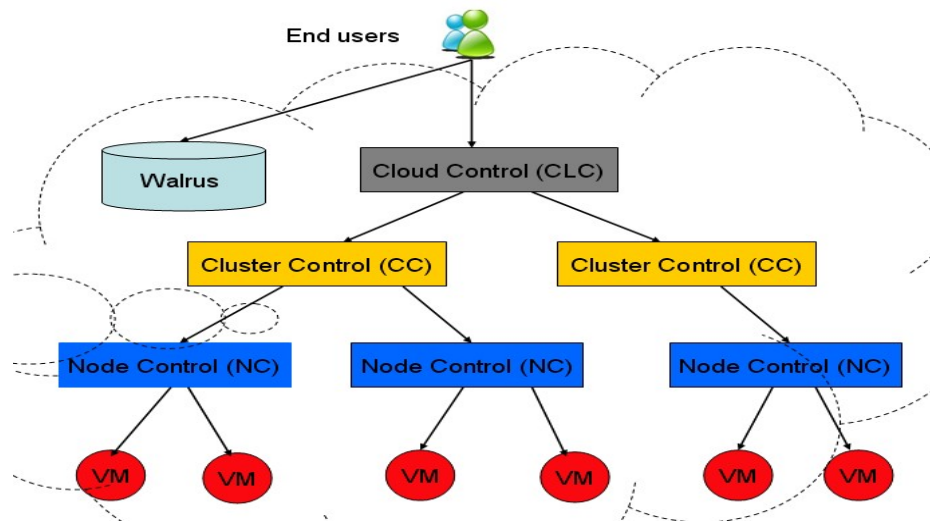 End users
Walrus
Cloud Control (CLC)
Cluster Control (CC)
Cluster Control (CC)
Node Control (NC)
Node Control (NC)
Node Control (NC)
VM
VM
VM
VM
VM
VM